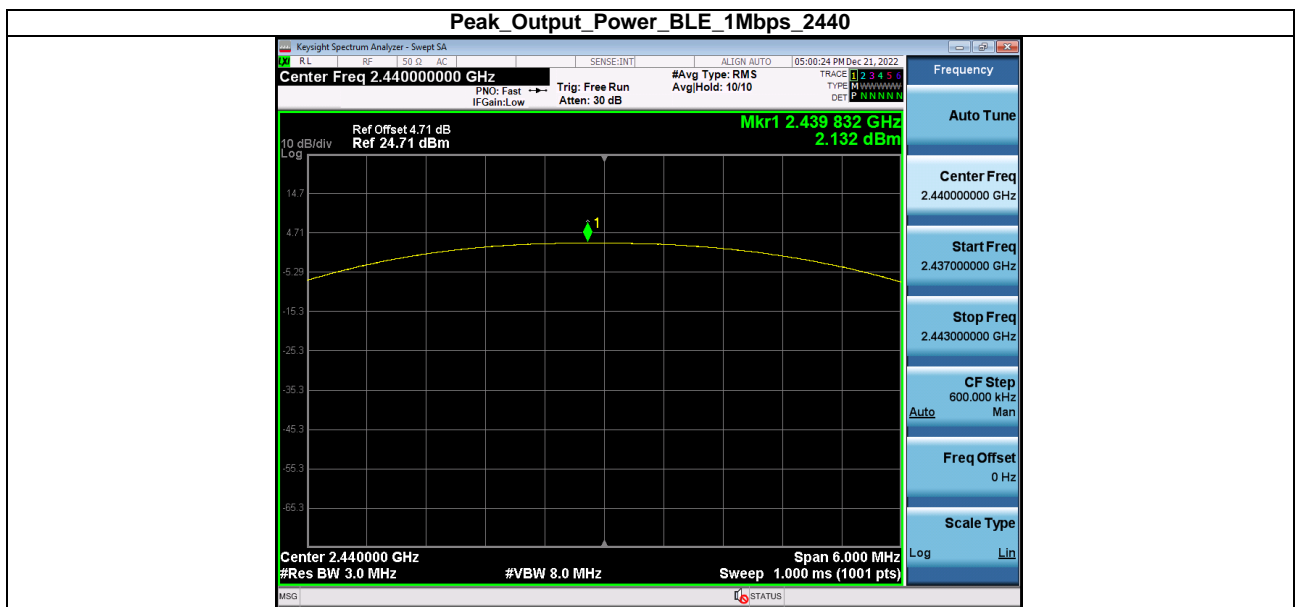 Peak_Output_Power_BLE_1Mbps_2440
Keysight Spectrum Analyzer - Swept SA
RL RF 50 Ω AC SENSE:INT ALIGN AUTO 05:00:24 PM Dec 21, 2022
Center Freq 2.440000000 GHz
PNO: Fast
IFGain:Low
Trig: Free Run
Atten: 30 dB
#Avg Type: RMS
Avg|Hold: 10/10
TRACE 1 2 3 4 5 6
TYPE M WWWWW
DET P N N N N N
Mkr1 2.439 832 GHz
2.132 dBm
Ref Offset 4.71 dB
10 dB/div Ref 24.71 dBm
Log
14.7
4.71
-5.29
-15.3
-25.3
-35.3
-45.3
-55.3
-65.3
1
Center 2.440000 GHz Span 6.000 MHz
#Res BW 3.0 MHz #VBW 8.0 MHz Sweep 1.000 ms (1001 pts)
MSG STATUS
Frequency
Auto Tune
Center Freq
2.440000000 GHz
Start Freq
2.437000000 GHz
Stop Freq
2.443000000 GHz
CF Step
600.000 kHz
Auto Man
Freq Offset
0 Hz
Scale Type
Log Lin